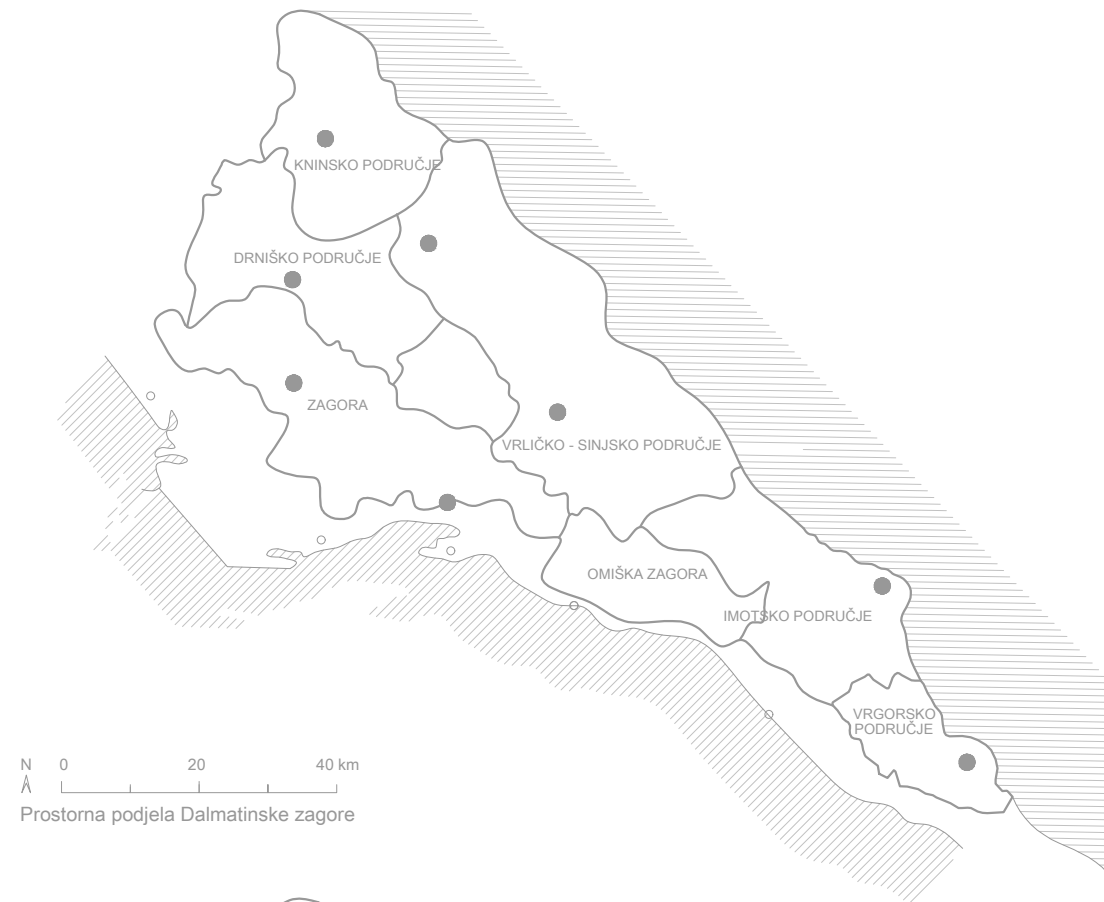 KNINSKO PODRUČJE
DRNIŠKO PODRUČJE
ZAGORA
VRLIČKO - SINJSKO PODRUČJE
OMIŠKA ZAGORA
IMOTSKO PODRUČJE
VRGORSKO
PODRUČJE
N 0 20 40 km
Prostorna podjela Dalmatinske zagore